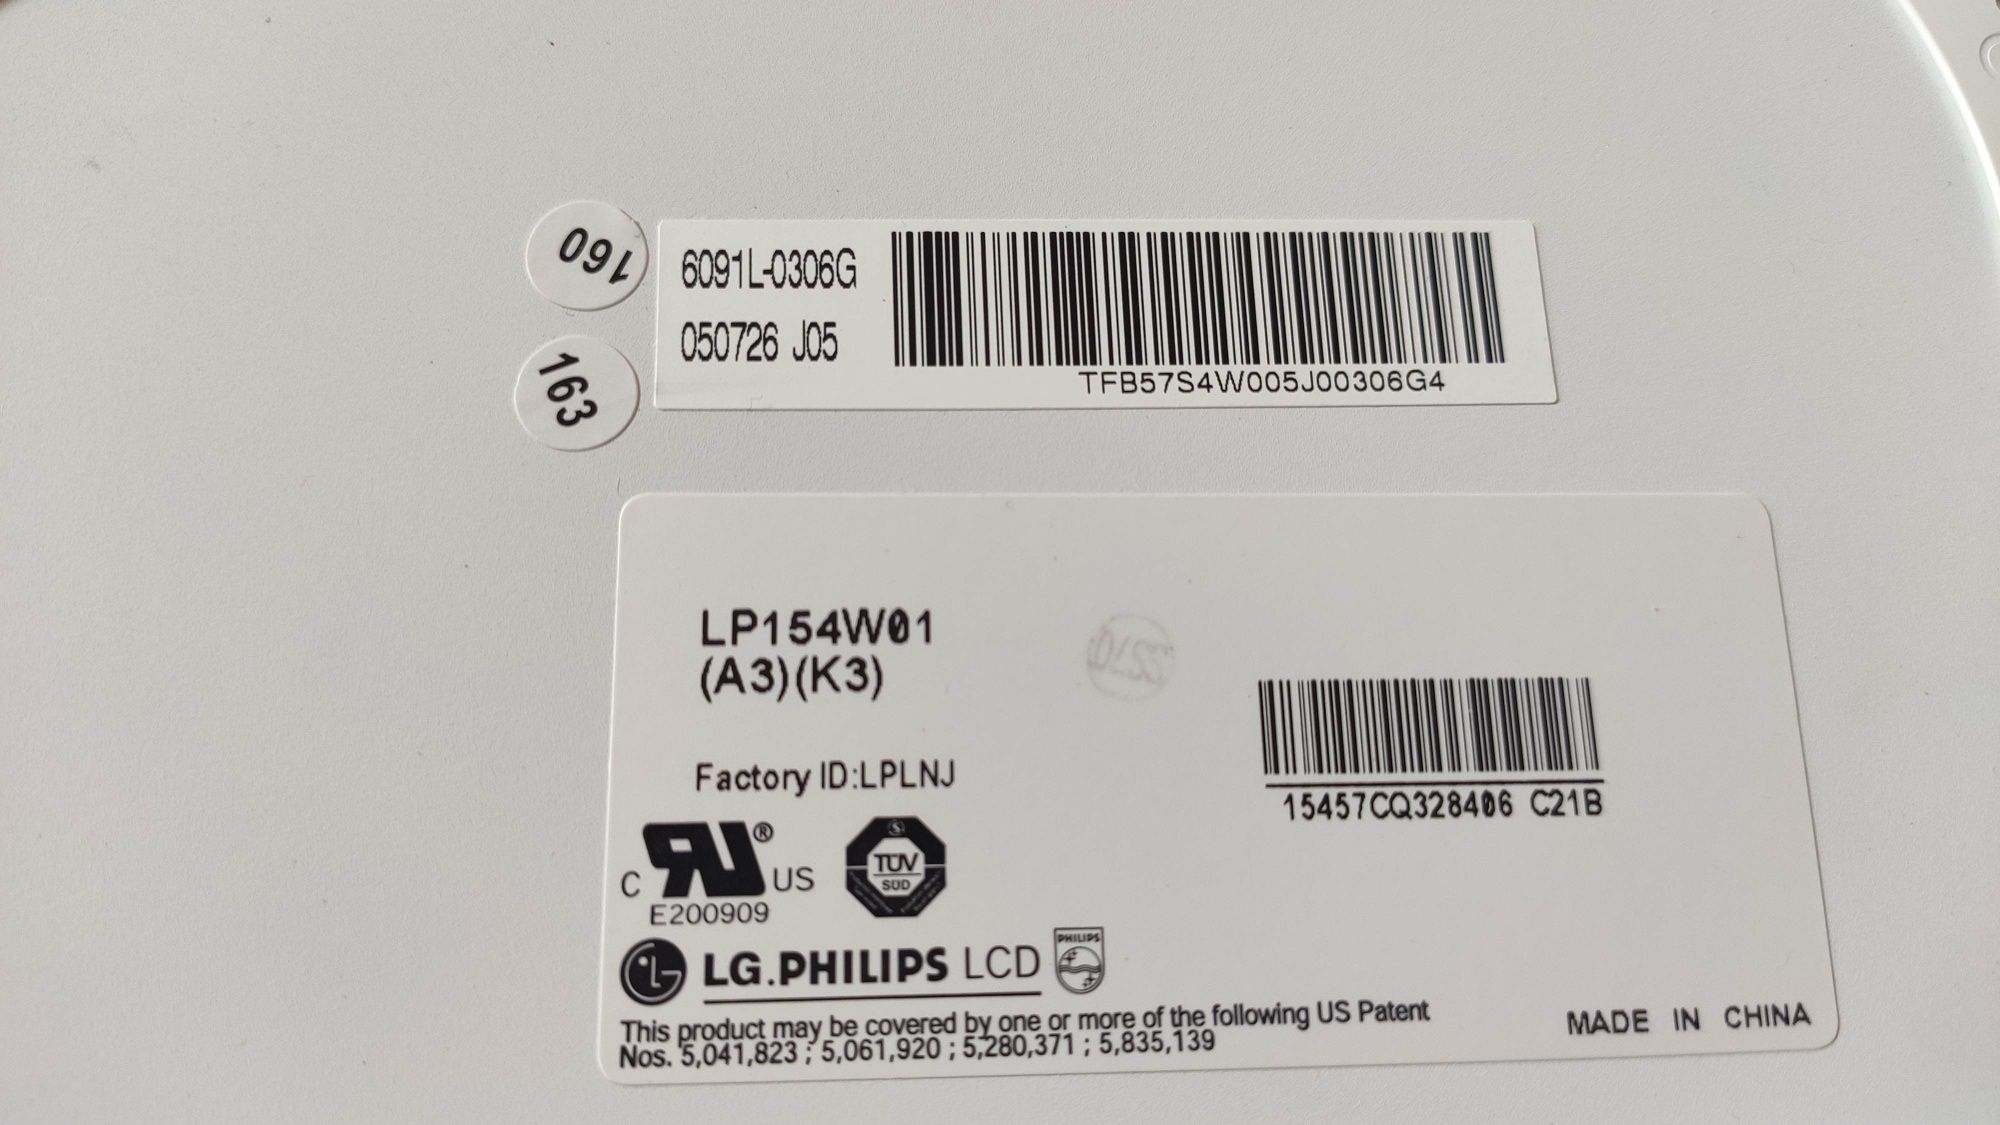 160
6091L-0306G
050726 J05
TFB57S4W005J00306G4
163
LP154W01
(A3)(K3)
Factory ID:LPLNJ
15457CQ328406 C21B
C RU ® US
E200909
S
TÜV
SÜD
LG.PHILIPS LCD
PHILIPS
This product may be covered by one or more of the following US Patent
Nos. 5,041,823 ; 5,061,920 ; 5,280,371 ; 5,835,139
MADE IN CHINA